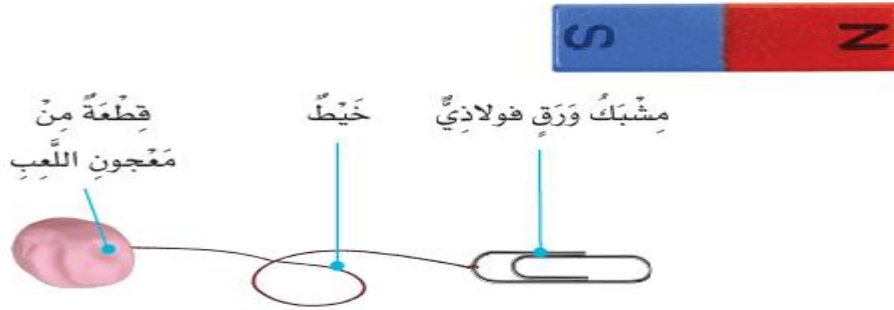 S N
مِشْبَكُ وَرَقٍ فولاذِيٌّ
خَيْطٌ
قِطْعَةٌ مِنْ
مَعْجونِ اللَّعِبِ